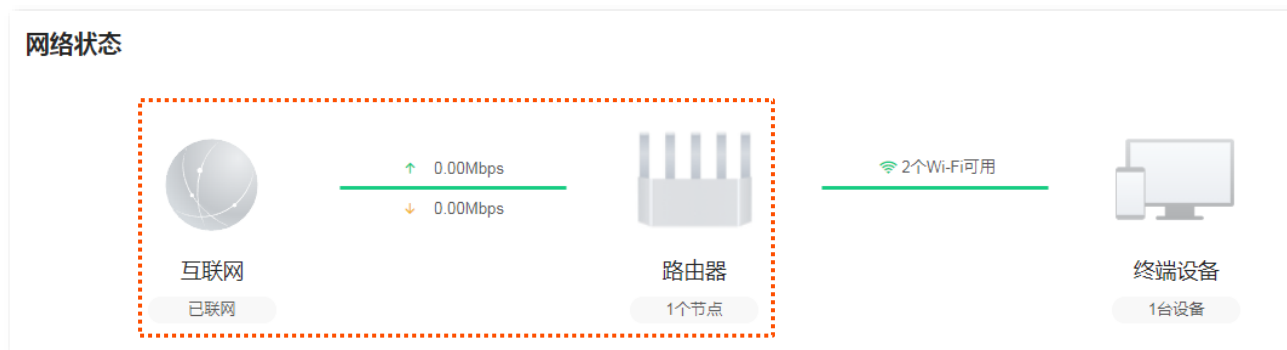 网络状态
↑ 0.00Mbps
↓ 0.00Mbps
2个Wi-Fi可用
互联网
路由器
终端设备
已联网
1个节点
1台设备